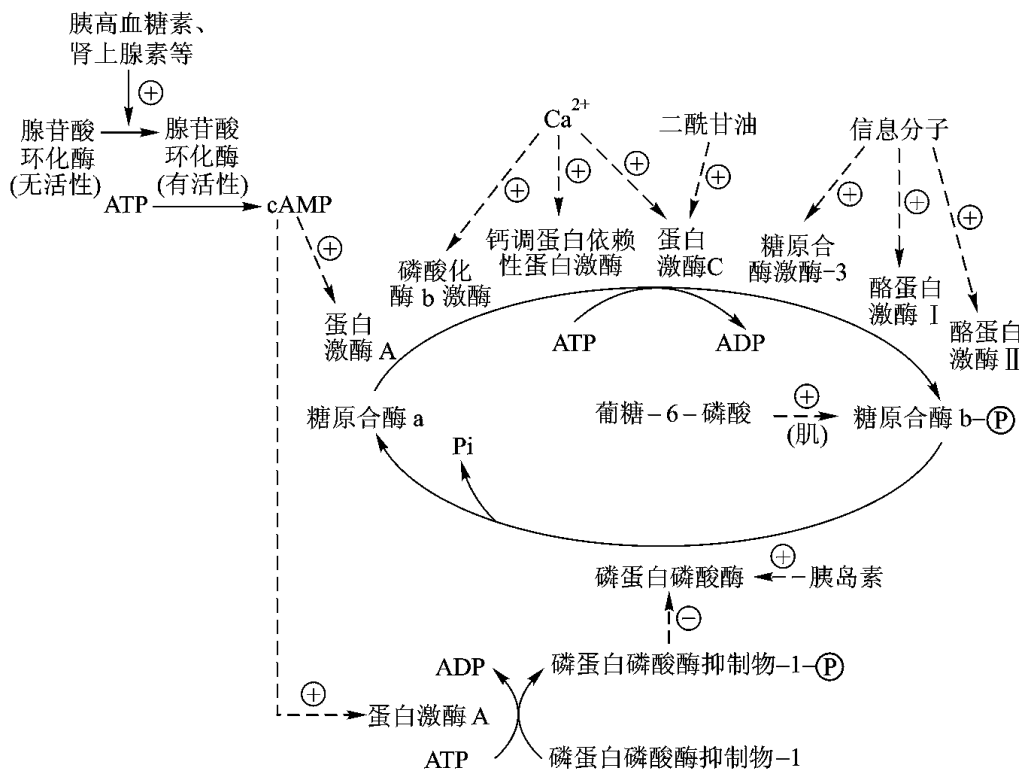 胰高血糖素、
肾上腺素等
⊕
腺苷酸
环化酶
(无活性)
腺苷酸
环化酶
(有活性)
ATP
cAMP
⊕
蛋白
激酶 A
Ca²⁺
⊕
⊕
⊕
二酰甘油
⊕
信息分子
⊕
⊕
⊕
磷酸化
酶 b 激酶
钙调蛋白依赖
性蛋白激酶
蛋白
激酶C
糖原合
酶激酶-3
酪蛋白
激酶Ⅰ
酪蛋白
激酶Ⅱ
ATP
ADP
糖原合酶 a
葡糖-6-磷酸
⊕
(肌)
糖原合酶 b-Ⓟ
Pi
磷蛋白磷酸酶
⊕
胰岛素
⊖
ADP
磷蛋白磷酸酶抑制物-1-Ⓟ
⊕
蛋白激酶 A
ATP
磷蛋白磷酸酶抑制物-1